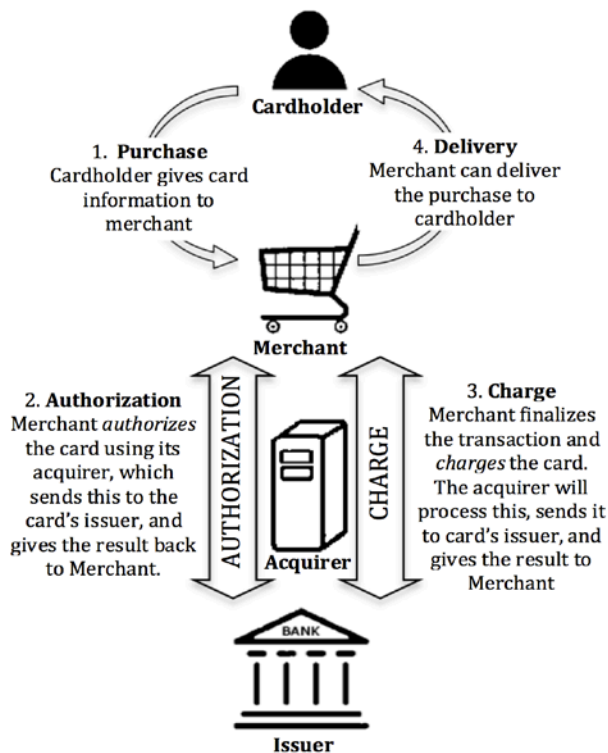 Cardholder
1. Purchase
Cardholder gives card
information to
merchant
4. Delivery
Merchant can deliver
the purchase to
cardholder
Merchant
2. Authorization
Merchant authorizes
the card using its
acquirer, which
sends this to the
card's issuer, and
gives the result back
to Merchant.
AUTHORIZATION
Acquirer
CHARGE
3. Charge
Merchant finalizes
the transaction and
charges the card.
The acquirer will
process this, sends it
to card's issuer, and
gives the result to
Merchant
BANK
Issuer